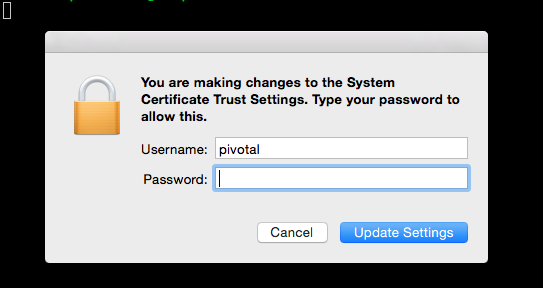 You are making changes to the System
Certificate Trust Settings. Type your password to
allow this.
Username: pivotal
Password:
Cancel Update Settings